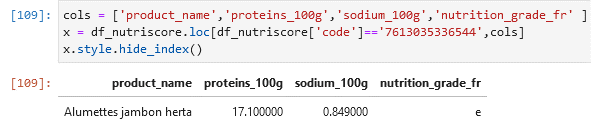 [109]: cols = ['product_name','proteins_100g','sodium_100g','nutrition_grade_fr' ]
x = df_nutriscore.loc[df_nutriscore['code']=='7613035336544',cols]
x.style.hide_index()
[109]: product_name proteins_100g sodium_100g nutrition_grade_fr
Alumettes jambon herta 17.100000 0.849000 e